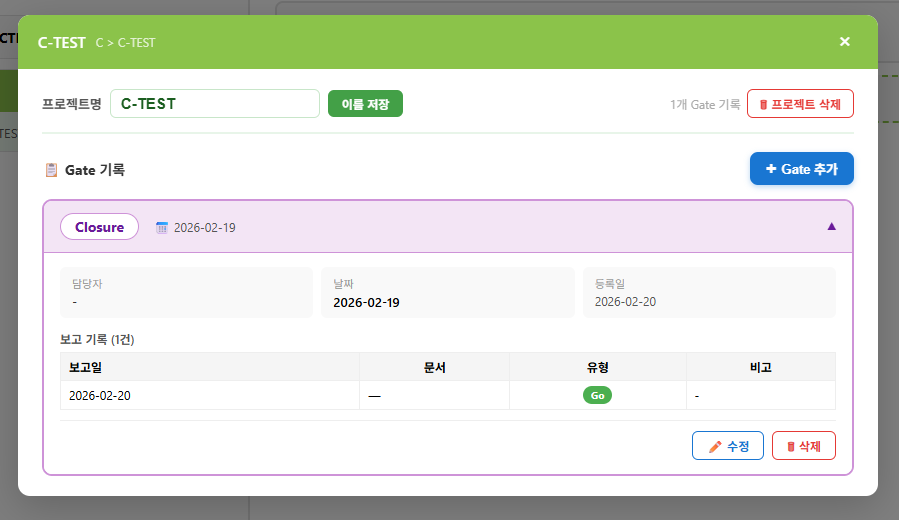 C-TEST C > C-TEST ×
프로젝트명 C-TEST 이름 저장 1개 Gate 기록 프로젝트 삭제
Gate 기록 + Gate 추가
Closure 2026-02-19 ▲
담당자 날짜 등록일
- 2026-02-19 2026-02-20
보고 기록 (1건)
보고일 문서 유형 비고
2026-02-20 — Go -
수정 삭제
TES